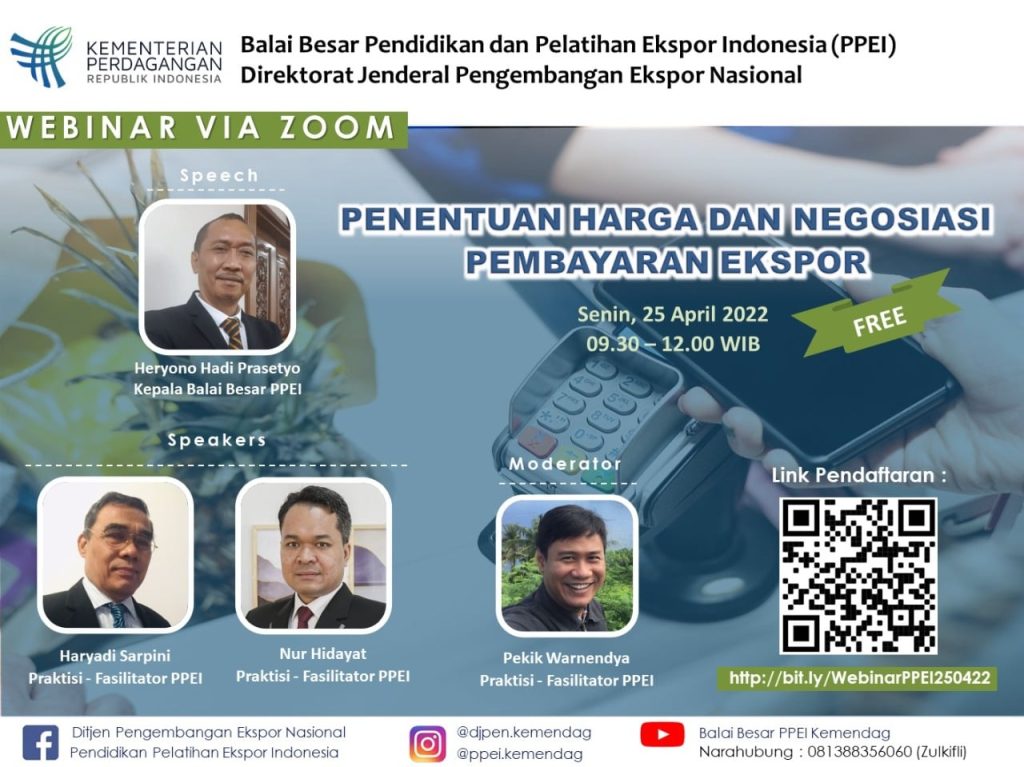 KEMENTERIAN
PERDAGANGAN
REPUBLIK INDONESIA
Balai Besar Pendidikan dan Pelatihan Ekspor Indonesia (PPEI)
Direktorat Jenderal Pengembangan Ekspor Nasional
WEBINAR VIA ZOOM
Speech
Heryono Hadi Prasetyo
Kepala Balai Besar PPEI
PENENTUAN HARGA DAN NEGOSIASI
PEMBAYARAN EKSPOR
Senin, 25 April 2022
09.30 – 12.00 WIB
FREE
Speakers
Haryadi Sarpini
Praktisi - Fasilitator PPEI
Nur Hidayat
Praktisi - Fasilitator PPEI
Moderator
Pekik Warnendya
Praktisi - Fasilitator PPEI
Link Pendaftaran :
http://bit.ly/WebinarPPEI250422
Ditjen Pengembangan Ekspor Nasional
Pendidikan Pelatihan Ekspor Indonesia
@djpen.kemendag
@ppei.kemendag
Balai Besar PPEI Kemendag
Narahubung : 081388356060 (Zulkifli)